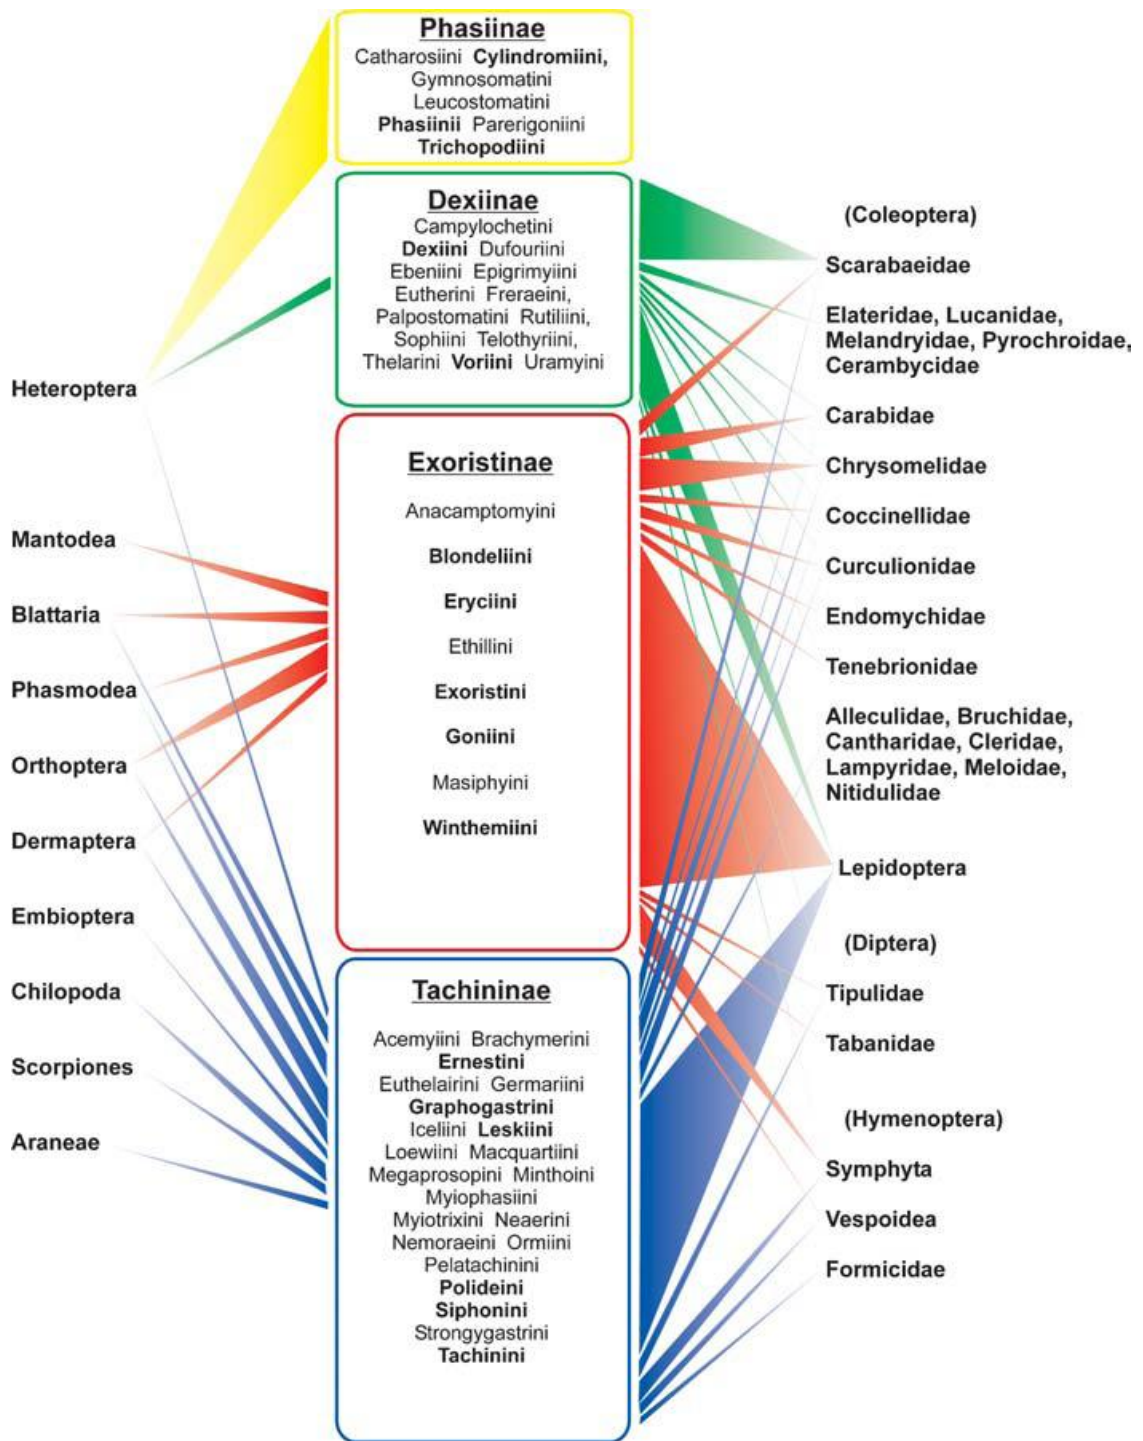 Phasiinae
Catharosiini Cylindromiini,
Gymnosomatini
Leucostomatini
Phasiinii Parerigoniini
Trichopodiini
Dexiinae
Campylochetini
Dexiini Dufouriini
Ebeniini Epigrimyiini
Eutherini Freraeini,
Palpostomatini Rutiliini,
Sophiini Telothyriini,
Thelarini Voriini Uramyini
Exoristinae
Anacamptomyini
Blondeliini
Eryciini
Ethillini
Exoristini
Goniini
Masiphyini
Winthemiini
Tachininae
Acemyiini Brachymerini
Ernestini
Euthelairini Germariini
Graphogastrini
Iceliini Leskiini
Loewiini Macquartiini
Megaprosopini Minthoini
Myiophasiini
Myiotrixini Neaerini
Nemoraeini Ormiini
Pelatachinini
Polideini
Siphonini
Strongygastrini
Tachinini
Heteroptera
Mantodea
Blattaria
Phasmodea
Orthoptera
Dermaptera
Embioptera
Chilopoda
Scorpiones
Araneae
(Coleoptera)
Scarabaeidae
Elateridae, Lucanidae,
Melandryidae, Pyrochroidae,
Cerambycidae
Carabidae
Chrysomelidae
Coccinellidae
Curculionidae
Endomychidae
Tenebrionidae
Alleculidae, Bruchidae,
Cantharidae, Cleridae,
Lampyridae, Meloidae,
Nitidulidae
Lepidoptera
(Diptera)
Tipulidae
Tabanidae
(Hymenoptera)
Symphyta
Vespoidea
Formicidae